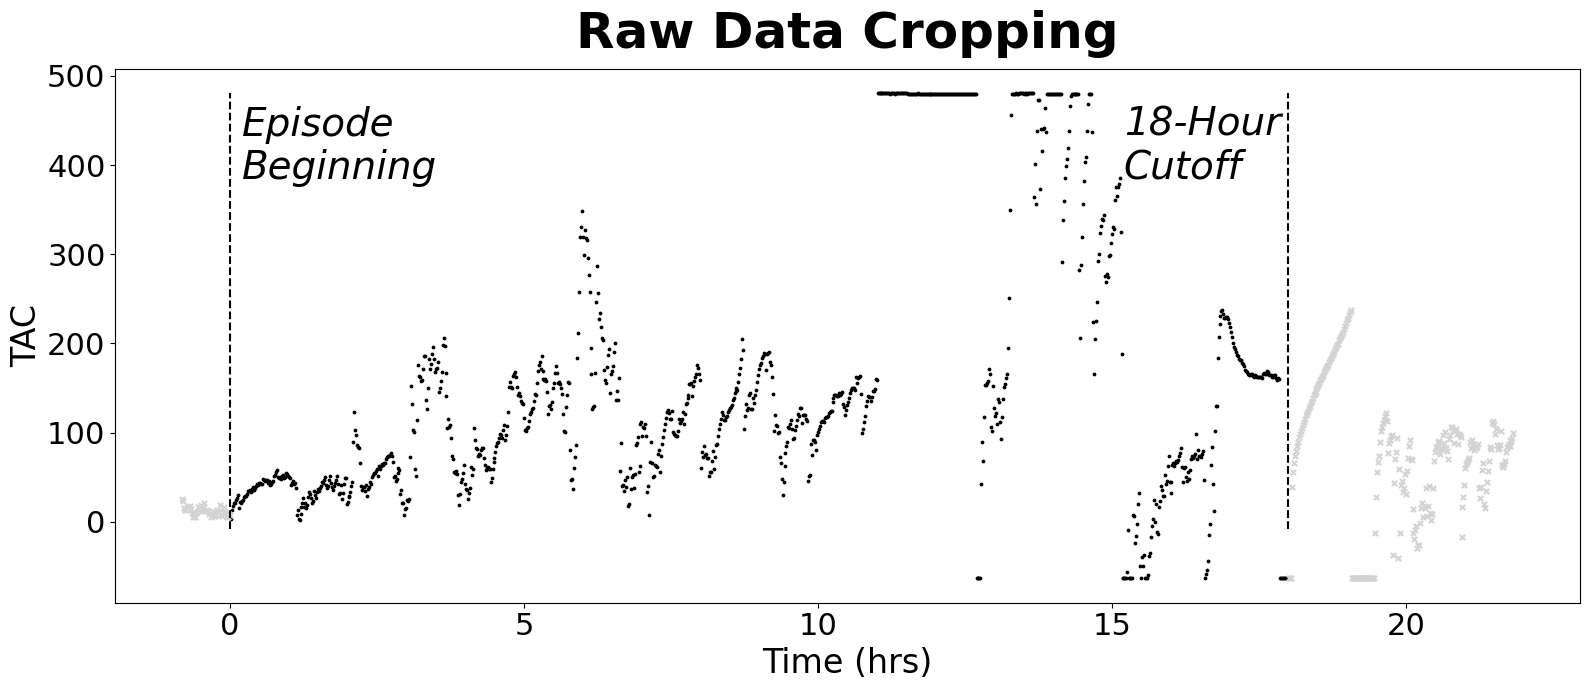 Raw Data Cropping
500
400
300
200
100
0
TAC
Episode
Beginning
18-Hour
Cutoff
0
5
10
15
20
Time (hrs)